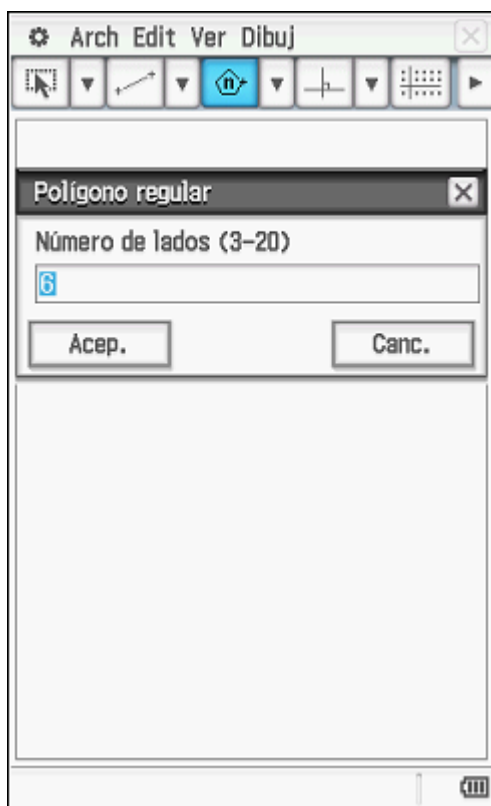 Arch Edit Ver Dibuj
n
Polígono regular
Número de lados (3-20)
6
Acep. Canc.